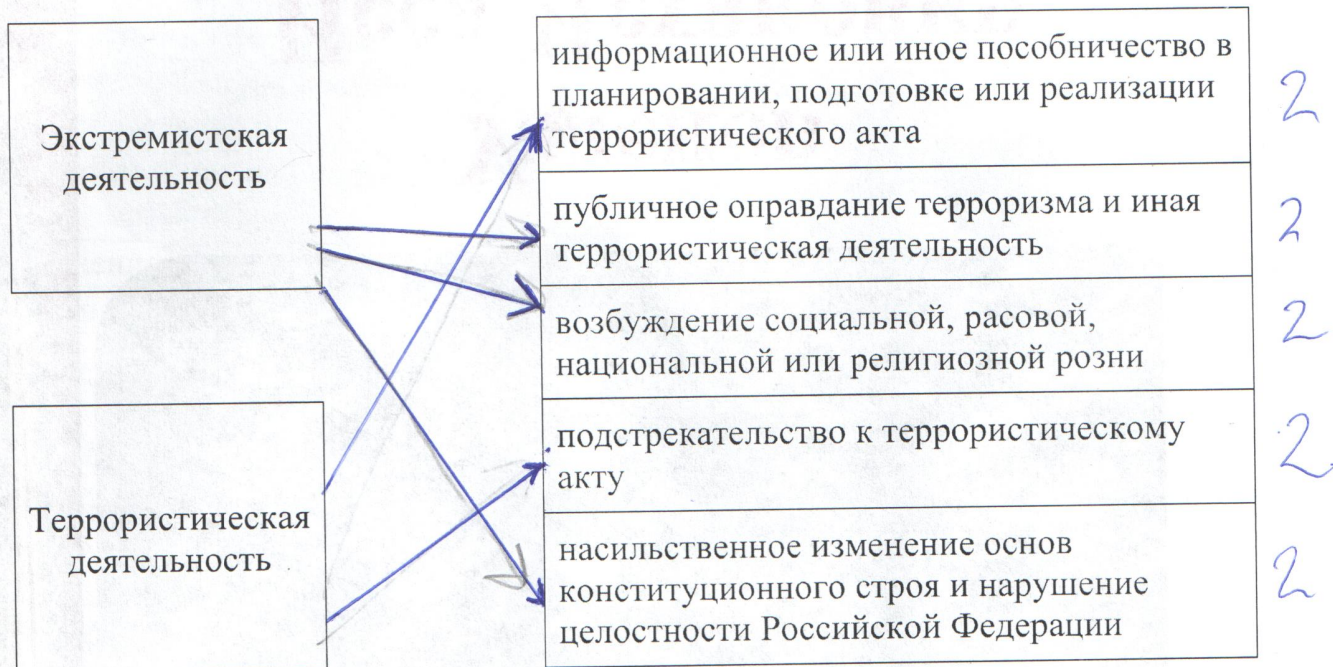 Экстремистская
деятельность
Террористическая
деятельность
информационное или иное пособничество в
планировании, подготовке или реализации
террористического акта
2
публичное оправдание терроризма и иная
террористическая деятельность
2
возбуждение социальной, расовой,
национальной или религиозной розни
2
подстрекательство к террористическому
акту
2
насильственное изменение основ
конституционного строя и нарушение
целостности Российской Федерации
2